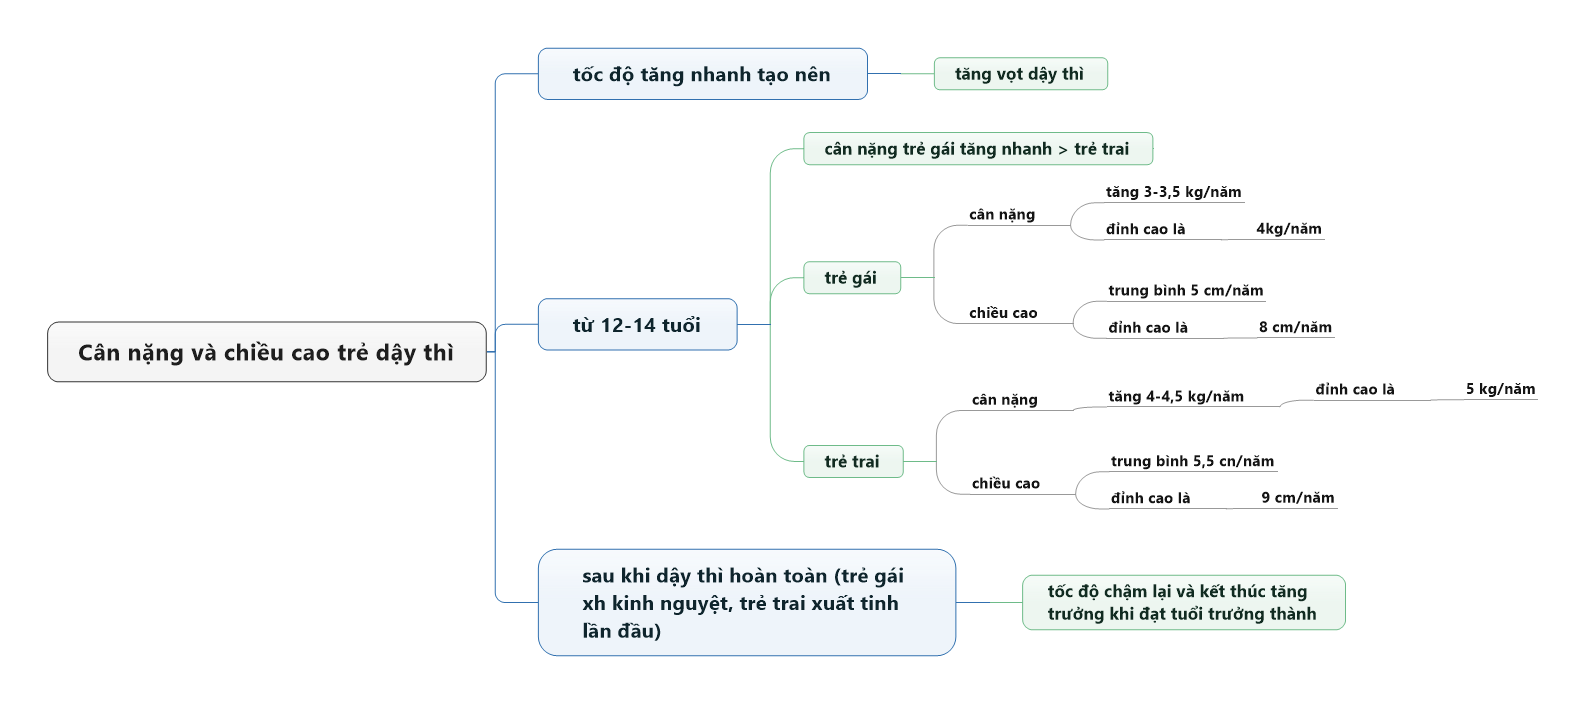 Cân nặng và chiều cao trẻ dậy thì
tốc độ tăng nhanh tạo nên
tăng vọt dậy thì
từ 12-14 tuổi
cân nặng trẻ gái tăng nhanh > trẻ trai
trẻ gái
cân nặng
tăng 3-3,5 kg/năm
đỉnh cao là
4kg/năm
chiều cao
trung bình 5 cm/năm
đỉnh cao là
8 cm/năm
trẻ trai
cân nặng
tăng 4-4,5 kg/năm
đỉnh cao là
5 kg/năm
chiều cao
trung bình 5,5 cn/năm
đỉnh cao là
9 cm/năm
sau khi dậy thì hoàn toàn (trẻ gái
xh kinh nguyệt, trẻ trai xuất tinh
lần đầu)
tốc độ chậm lại và kết thúc tăng
trưởng khi đạt tuổi trưởng thành